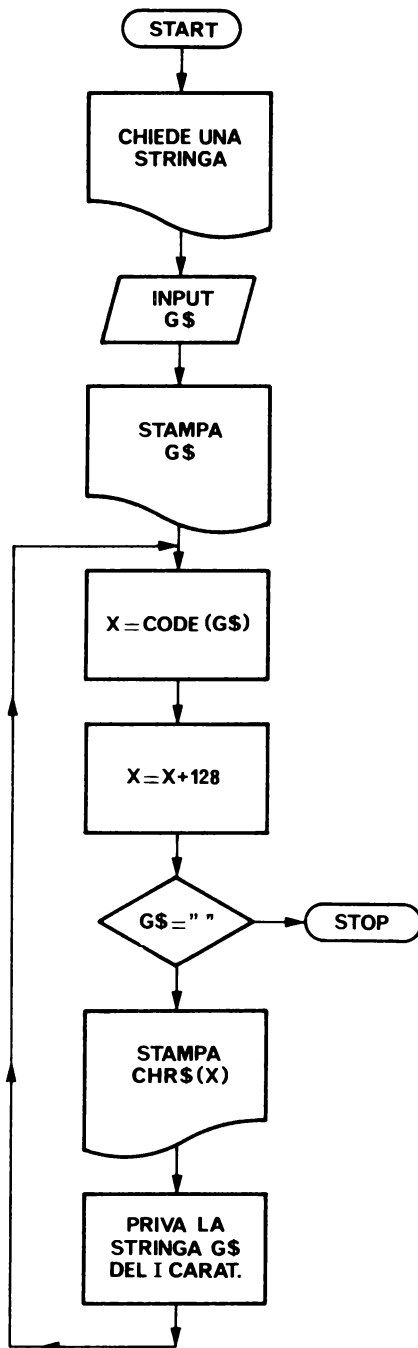 START
CHIEDE UNA
STRINGA
INPUT
G$
STAMPA
G$
X=CODE (G$)
X=X+128
G$=" "
STOP
STAMPA
CHR$(X)
PRIVA LA
STRINGA G$
DEL I CARAT.